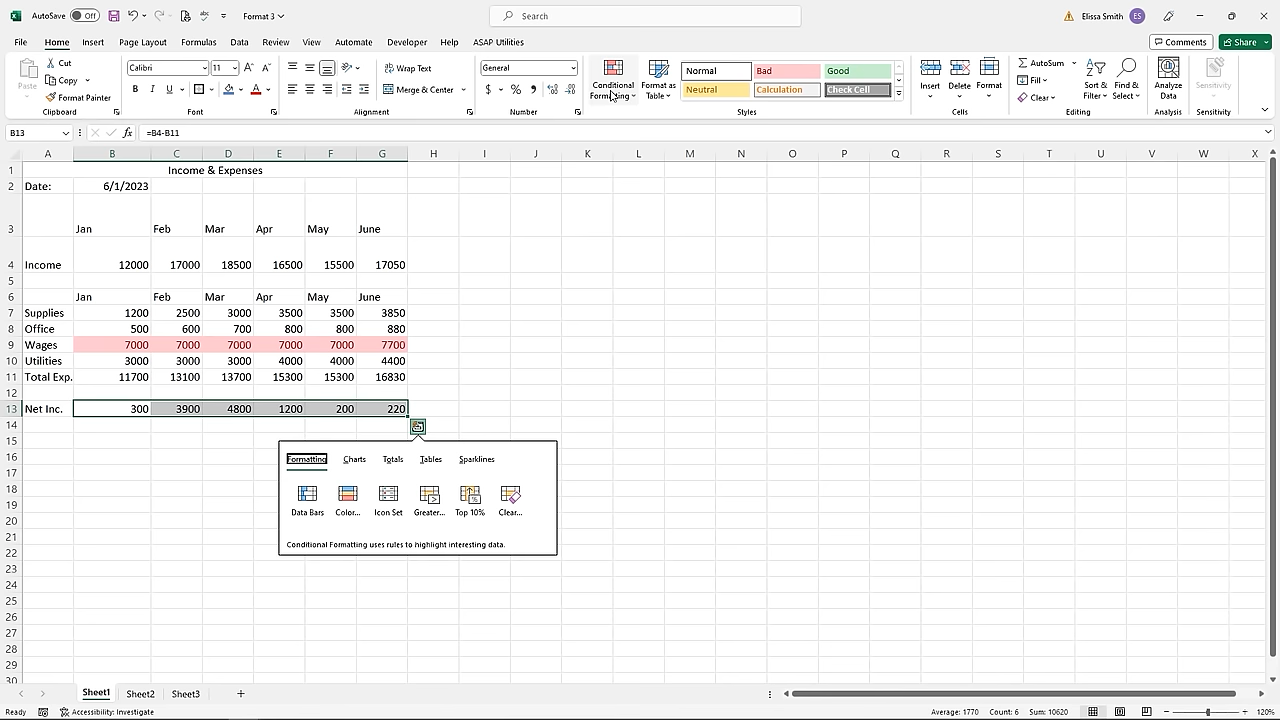 AutoSave Off Format 3 Search Elissa Smith ES
File Home Insert Page Layout Formulas Data Review View Automate Developer Help ASAP Utilities Comments Share
Paste Cut Calibri 11 Wrap Text General Conditional Formatting Format as Table Normal Bad Good Insert Delete Format AutoSum Sort & Filter Find & Select Analyze Data Sensitivity
Copy Fill
Format Painter B I U Merge & Center $ % Neutral Calculation Check Cell Clear
Clipboard Font Alignment Number Styles Cells Editing Analysis Sensitivity
B13 fx =B4-B11
A B C D E F G H I J K L M N O P Q R S T U V W X
1 Income & Expenses
2 Date: 6/1/2023
3 Jan Feb Mar Apr May June
4 Income 12000 17000 18500 16500 15500 17050
5
6 Jan Feb Mar Apr May June
7 Supplies 1200 2500 3000 3500 3500 3850
8 Office 500 600 700 800 800 880
9 Wages 7000 7000 7000 7000 7000 7700
10 Utilities 3000 3000 3000 4000 4000 4400
11 Total Exp. 11700 13100 13700 15300 15300 16830
12
13 Net Inc. 300 3900 4800 1200 200 220
14
15
16 Formatting Charts Totals Tables Sparklines
17
18
19 Data Bars Color... Icon Set Greater... Top 10% Clear...
20
21 Conditional Formatting uses rules to highlight interesting data.
22
23
24
25
26
27
28
29
30
Sheet1 Sheet2 Sheet3
Ready Accessibility: Investigate Average: 1770 Count: 6 Sum: 10620 120%